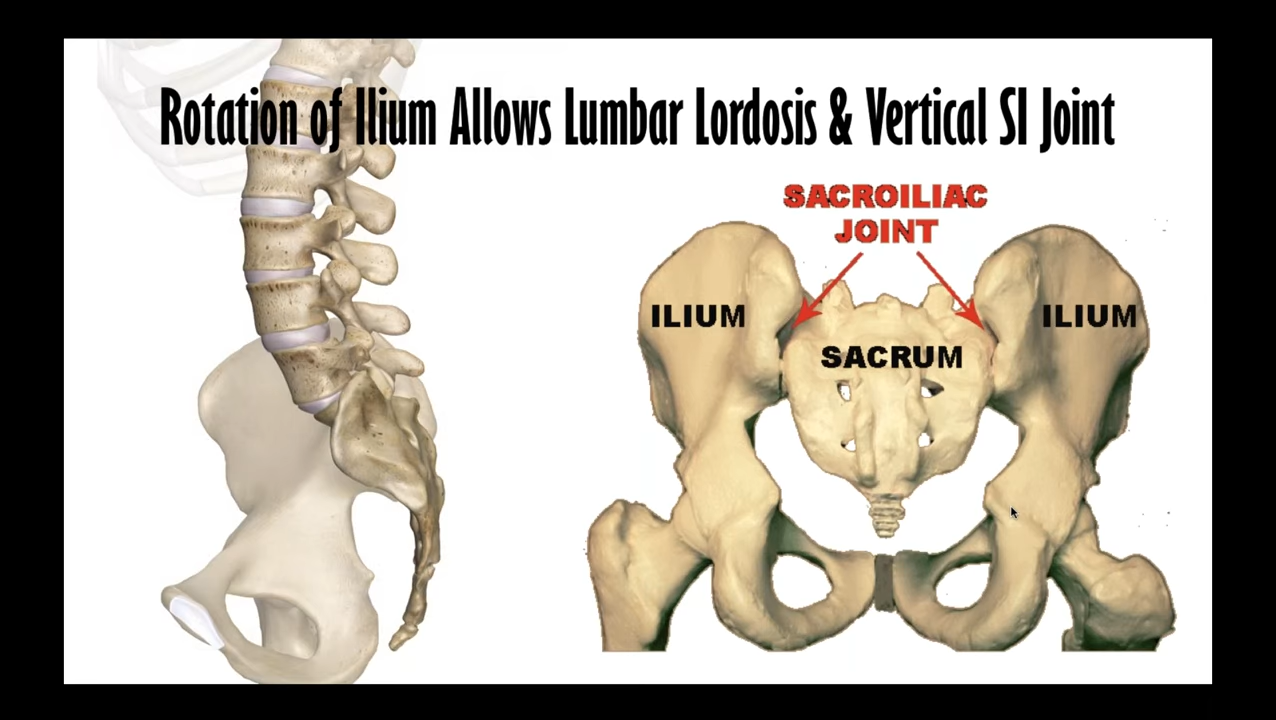 Rotation of Ilium Allows Lumbar Lordosis & Vertical SI Joint
SACROILIAC
JOINT
ILIUM
ILIUM
SACRUM